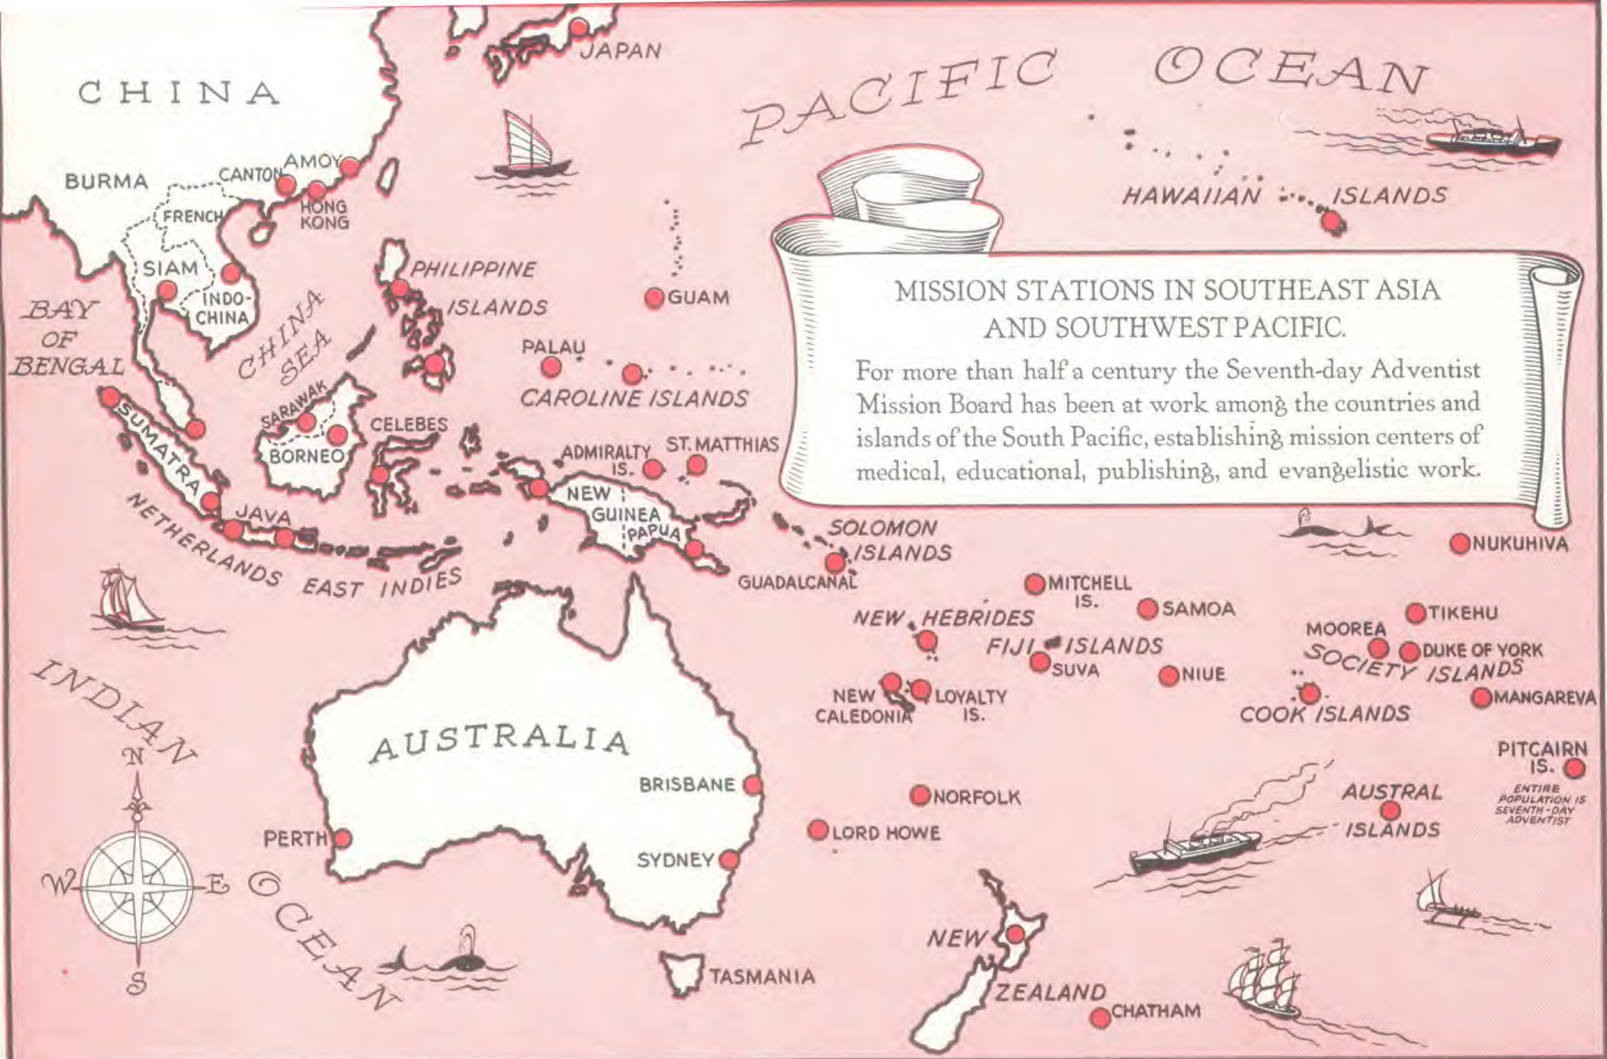 JAPAN
PACIFIC OCEAN
CHINA
BURMA
CANTON
AMOY
HONG
KONG
FRENCH
SIAM
INDO-
CHINA
BAY
OF
BENGAL
CHINA
SEA
PHILIPPINE
ISLANDS
GUAM
PALAU
CAROLINE ISLANDS
HAWAIIAN ISLANDS
MISSION STATIONS IN SOUTHEAST ASIA
AND SOUTHWEST PACIFIC.
For more than half a century the Seventh-day Adventist
Mission Board has been at work among the countries and
islands of the South Pacific, establishing mission centers of
medical, educational, publishing, and evangelistic work.
SUMATRA
SARAWAK
BORNEO
CELEBES
JAVA
NETHERLANDS EAST INDIES
ADMIRALTY
IS.
ST. MATTHIAS
NEW
GUINEA
PAPUA
SOLOMON
ISLANDS
GUADALCANAL
NUKUHIVA
MITCHELL
IS.
SAMOA
NEW HEBRIDES
FIJI ISLANDS
SUVA
NIUE
TIKEHU
MOOREA
DUKE OF YORK
SOCIETY ISLANDS
MANGAREVA
COOK ISLANDS
NEW
CALEDONIA
LOYALTY
IS.
INDIAN
OCEAN
AUSTRALIA
BRISBANE
PERTH
SYDNEY
NORFOLK
LORD HOWE
PITCAIRN
IS.
ENTIRE
POPULATION IS
SEVENTH-DAY
ADVENTIST
AUSTRAL
ISLANDS
N
W
E
S
TASMANIA
NEW
ZEALAND
CHATHAM